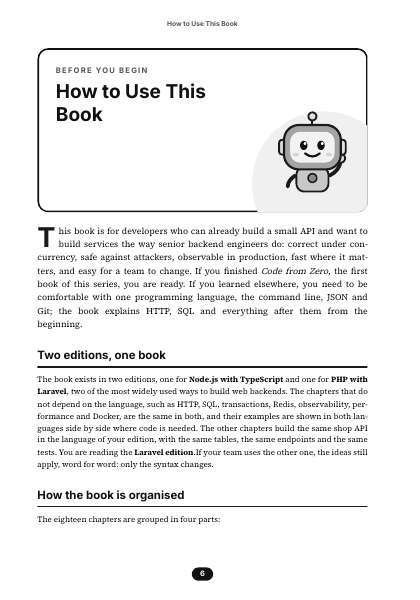 How to Use This Book
BEFORE YOU BEGIN
How to Use This
Book
This book is for developers who can already build a small API and want to
build services the way senior backend engineers do: correct under con-
currency, safe against attackers, observable in production, fast where it mat-
ters, and easy for a team to change. If you finished Code from Zero, the first
book of this series, you are ready. If you learned elsewhere, you need to be
comfortable with one programming language, the command line, JSON and
Git; the book explains HTTP, SQL and everything after them from the
beginning.
Two editions, one book
The book exists in two editions, one for Node.js with TypeScript and one for PHP with
Laravel, two of the most widely used ways to build web backends. The chapters that do
not depend on the language, such as HTTP, SQL, transactions, Redis, observability, per-
formance and Docker, are the same in both, and their examples are shown in both lan-
guages side by side where code is needed. The other chapters build the same shop API
in the language of your edition, with the same tables, the same endpoints and the same
tests. You are reading the Laravel edition.If your team uses the other one, the ideas still
apply, word for word: only the syntax changes.
How the book is organised
The eighteen chapters are grouped in four parts:
6